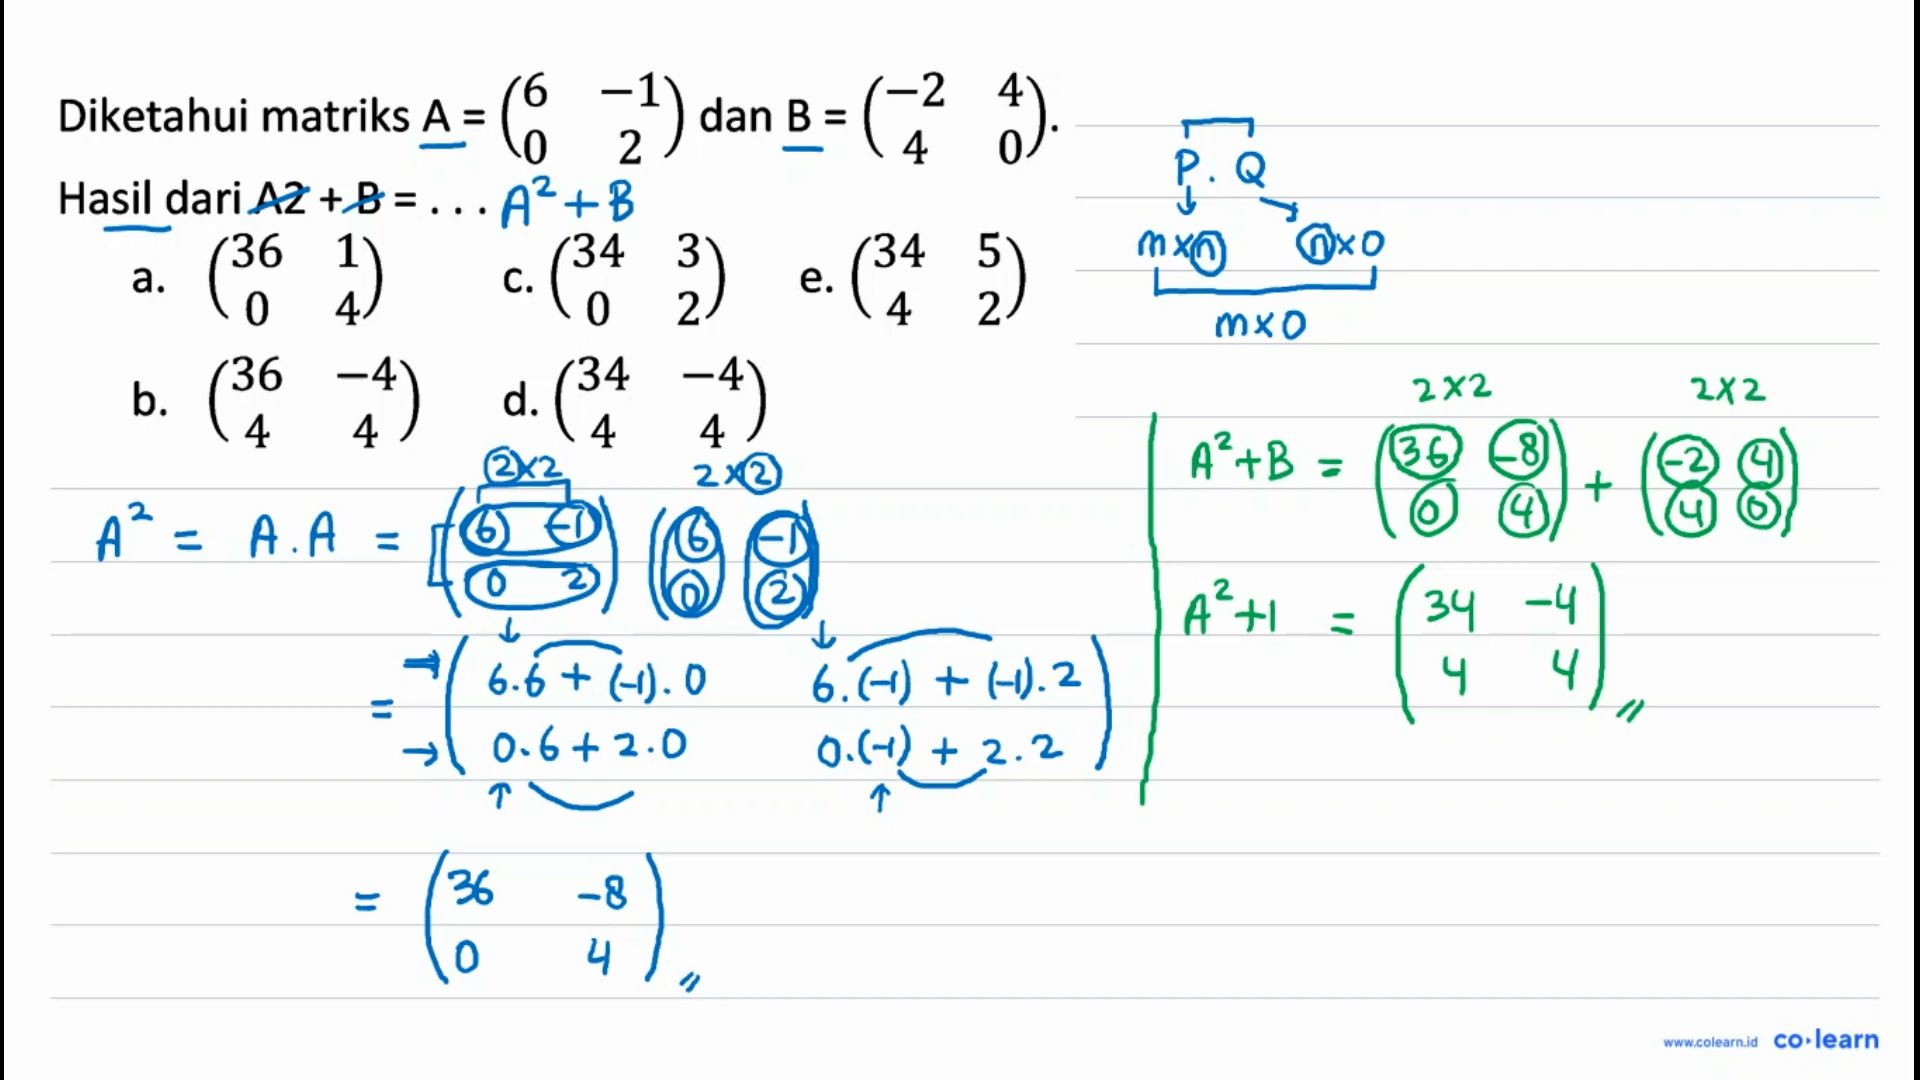 Diketahui matriks A = (6 −1 0 2) dan B = (−2 4 4 0).
Hasil dari A2 + B = . . . A² + B
a. (36 1 0 4) c. (34 3 0 2) e. (34 5 4 2)
b. (36 −4 4 4) d. (34 −4 4 4)
2×2 2×2
A² = A . A = (6 -1 0 2) (6 -1 0 2)
= (6.6 + (-1).0 6.(-1) + (-1).2
0.6 + 2.0 0.(-1) + 2.2)
= (36 -8
0 4)
P . Q
m×n n×o
m×o
2×2 2×2
A²+B = (36 -8 0 4) + (-2 4 4 0)
A²+1 = (34 -4
4 4)
www.colearn.id co•learn